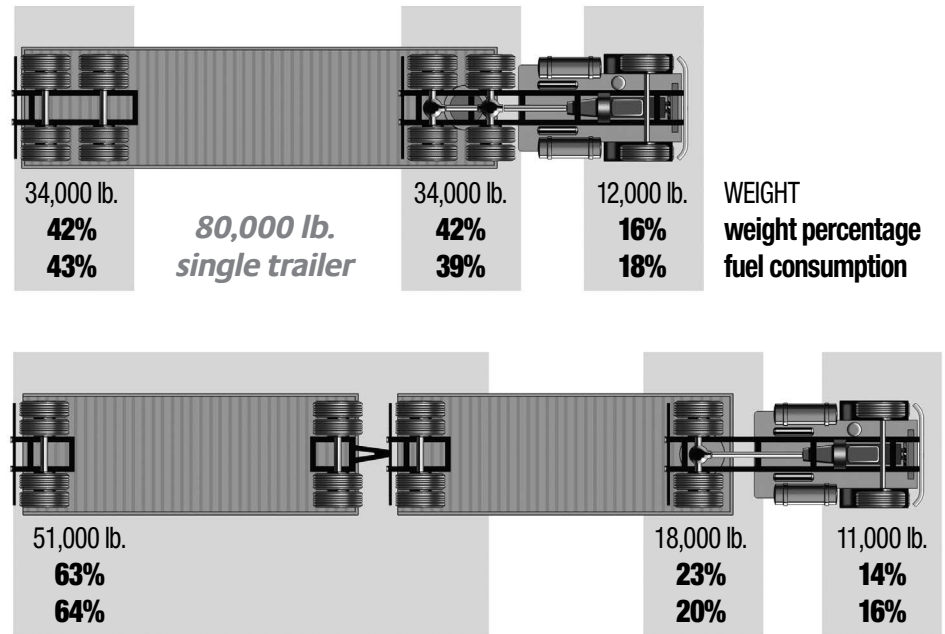 34,000 lb. 34,000 lb. 12,000 lb. WEIGHT
42% 80,000 lb. 42% 16% weight percentage
43% single trailer 39% 18% fuel consumption
51,000 lb. 18,000 lb. 11,000 lb.
63% 23% 14%
64% 20% 16%